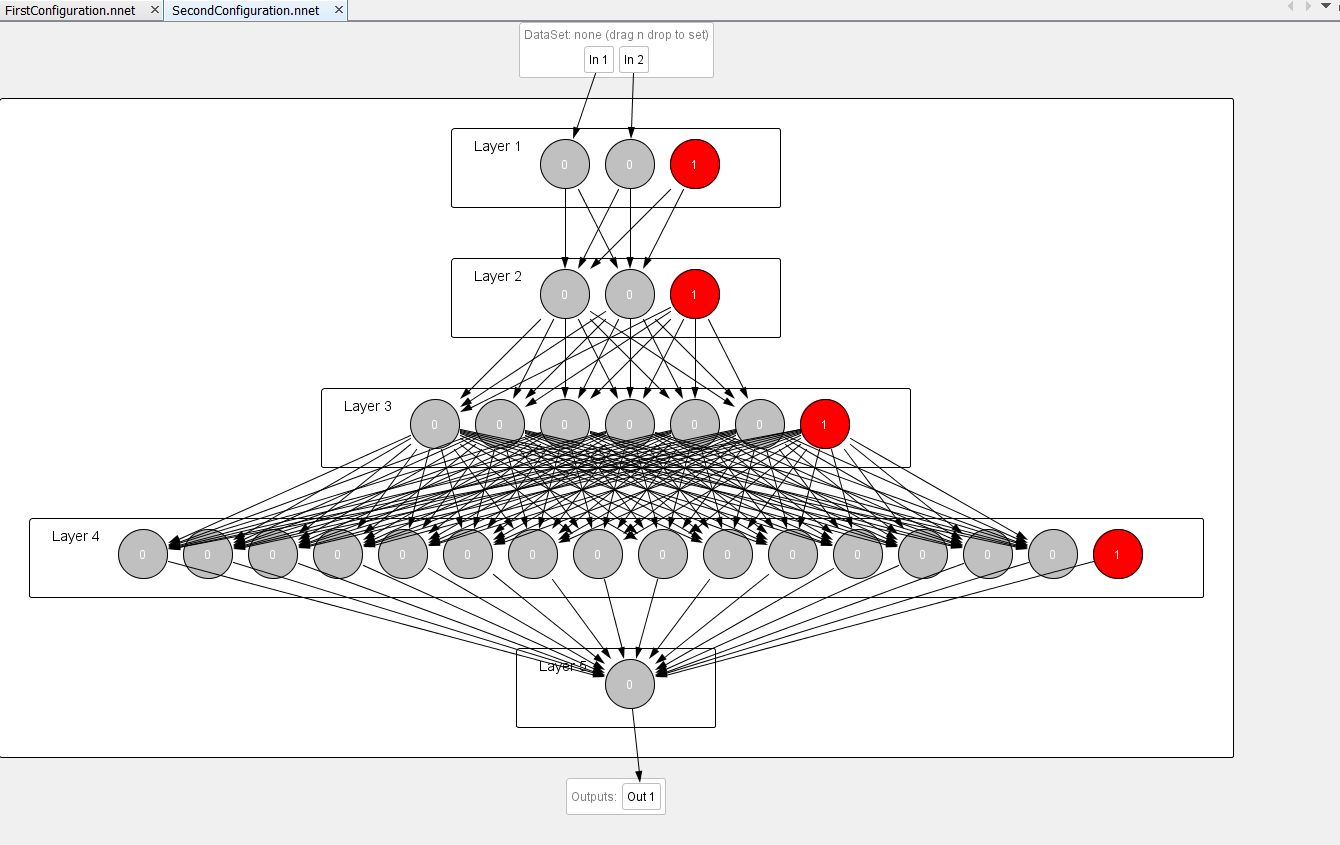 FirstConfiguration.nnet SecondConfiguration.nnet
DataSet: none (drag n drop to set)
In 1 In 2
Layer 1 0 0 1
Layer 2 0 0 1
Layer 3 0 0 0 0 0 0 1
Layer 4 0 0 0 0 0 0 0 0 0 0 0 0 0 0 0 1
Layer 5 0
Outputs: Out 1